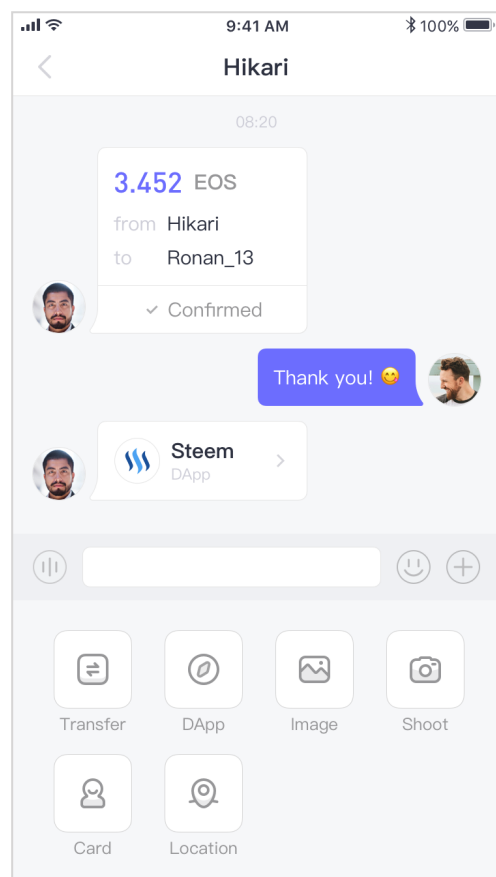 9:41 AM
100%
Hikari
08:20
3.452 EOS
from Hikari
to Ronan_13
✓ Confirmed
Thank you! 😊
Steem
DApp
Transfer
DApp
Image
Shoot
Card
Location